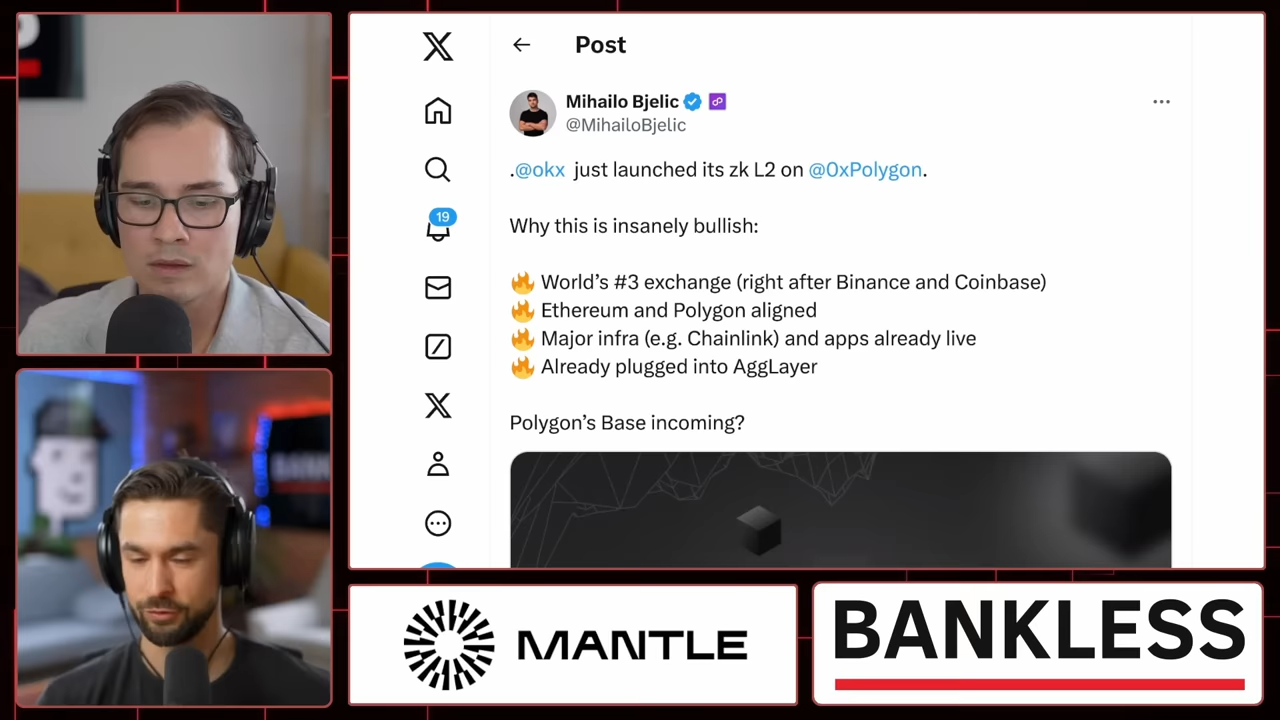 Post
Mihailo Bjelic
@MihailoBjelic
.@okx just launched its zk L2 on @0xPolygon.
Why this is insanely bullish:
🔥 World’s #3 exchange (right after Binance and Coinbase)
🔥 Ethereum and Polygon aligned
🔥 Major infra (e.g. Chainlink) and apps already live
🔥 Already plugged into AggLayer
Polygon’s Base incoming?
19
MANTLE
BANKLESS